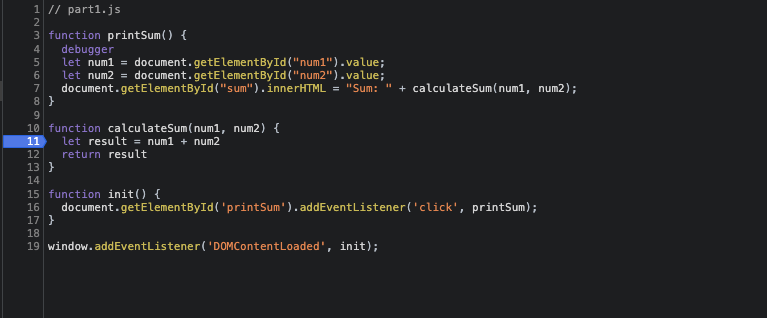 1 // part1.js
2
3 function printSum() {
4   debugger
5   let num1 = document.getElementById("num1").value;
6   let num2 = document.getElementById("num2").value;
7   document.getElementById("sum").innerHTML = "Sum: " + calculateSum(num1, num2);
8 }
9
10 function calculateSum(num1, num2) {
11   let result = num1 + num2
12   return result
13 }
14
15 function init() {
16   document.getElementById('printSum').addEventListener('click', printSum);
17 }
18
19 window.addEventListener('DOMContentLoaded', init);